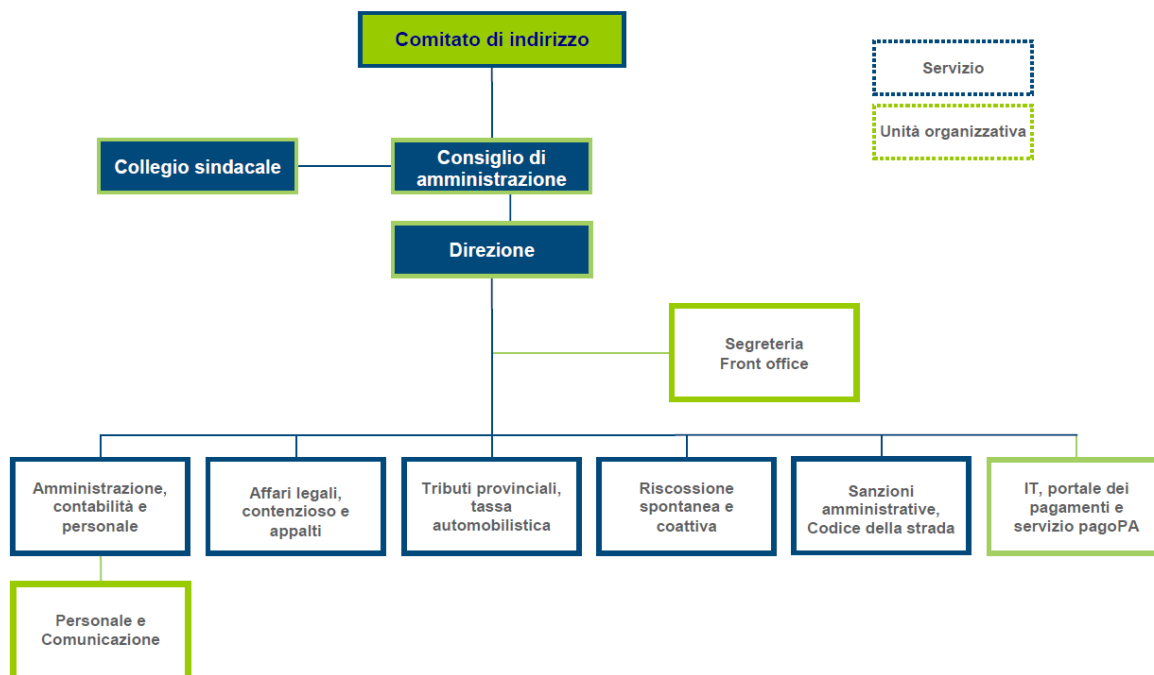 Comitato di indirizzo
Servizio
Unità organizzativa
Collegio sindacale
Consiglio di
amministrazione
Direzione
Segreteria
Front office
Amministrazione,
contabilità e
personale
Affari legali,
contenzioso e
appalti
Tributi provinciali,
tassa
automobilistica
Riscossione
spontanea e
coattiva
Sanzioni
amministrative,
Codice della strada
IT, portale dei
pagamenti e
servizio pagoPA
Personale e
Comunicazione